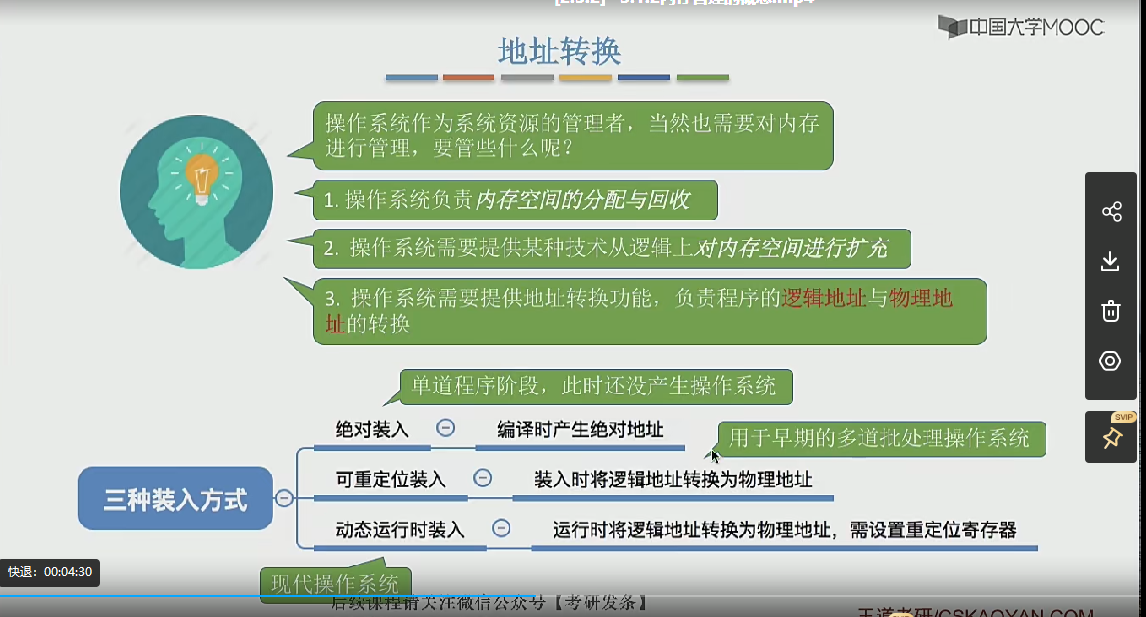 中国大学MOOC
地址转换
操作系统作为系统资源的管理者，当然也需要对内存
进行管理，要管些什么呢？
1. 操作系统负责内存空间的分配与回收
2. 操作系统需要提供某种技术从逻辑上对内存空间进行扩充
3. 操作系统需要提供地址转换功能，负责程序的逻辑地址与物理地
址的转换
单道程序阶段，此时还没产生操作系统
绝对装入
编译时产生绝对地址
用于早期的多道批处理操作系统
可重定位装入
装入时将逻辑地址转换为物理地址
三种装入方式
动态运行时装入
运行时将逻辑地址转换为物理地址，需设置重定位寄存器
现代操作系统
SVIP
快退：00:04:30
后续课程请关注微信公众号【考研发条】
王道考研/CSKAOYAN.COM